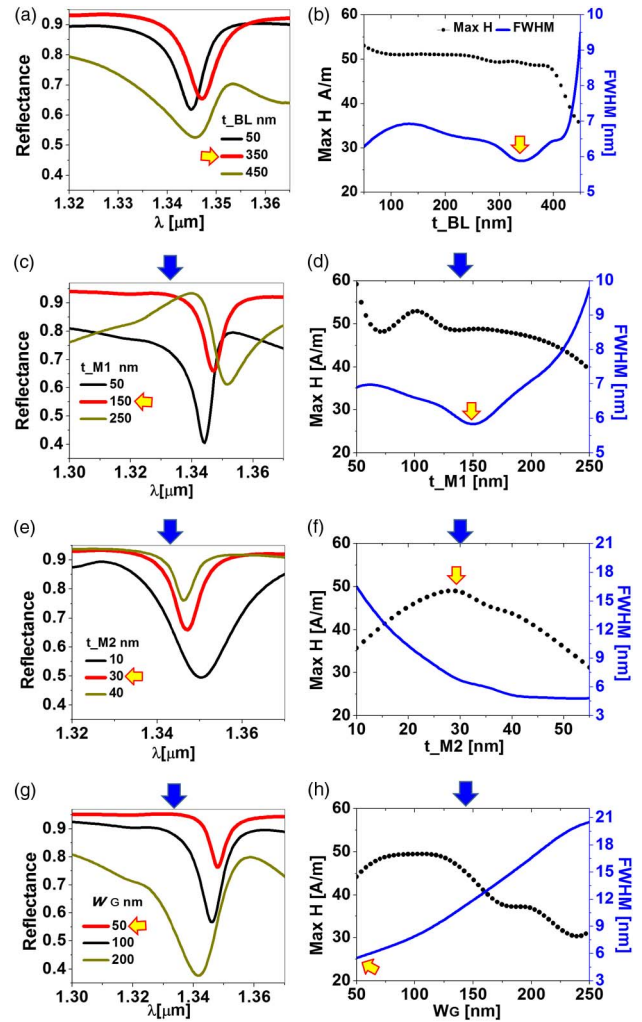 (a)
Reflectance
0.9
0.8
0.7
0.6
0.5
0.4
t_BL nm
50
350
450
1.32 1.33 1.34 1.35 1.36
λ [μm]
(b)
Max H FWHM
Max H A/m
60
50
40
30
20
10
9
8
7
6
5
FWHM [nm]
100 200 300 400
t_BL [nm]
(c)
Reflectance
0.9
0.8
0.7
0.6
0.5
0.4
t_M1 nm
50
150
250
1.30 1.32 1.34 1.36
λ[μm]
(d)
Max H [A/m]
60
50
40
30
20
10
9
8
7
6
5
FWHM [nm]
50 100 150 200 250
t_M1 [nm]
(e)
Reflectance
0.9
0.8
0.7
0.6
0.5
0.4
t_M2 nm
10
30
40
1.32 1.34 1.36
λ[μm]
(f)
Max H [A/m]
60
50
40
30
20
21
18
15
12
9
6
3
FWHM [nm]
10 20 30 40 50
t_M2 [nm]
(g)
Reflectance
0.9
0.8
0.7
0.6
0.5
0.4
W G nm
50
100
200
1.30 1.32 1.34 1.36
λ[μm]
(h)
Max H [A/m]
60
50
40
30
20
21
18
15
12
9
6
3
FWHM [nm]
50 100 150 200 250
WG [nm]